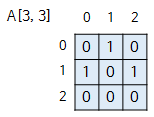 A[3, 3] 0 1 2
0 0 1 0
1 1 0 1
2 0 0 0